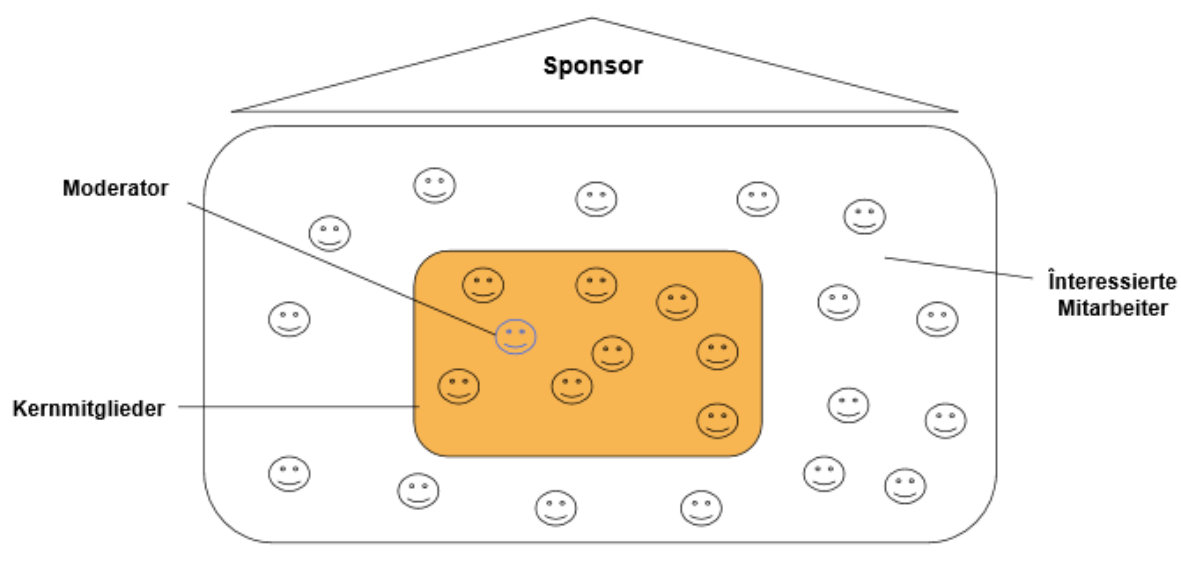 Sponsor
Moderator
Înteressierte
Mitarbeiter
Kernmitglieder